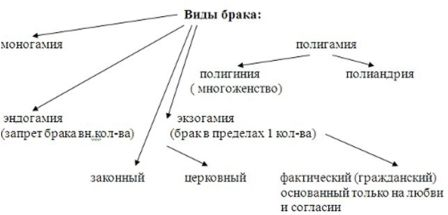 Виды брака:
моногамия
полигамия
полигиния
( многоженство)
полиандрия
эндогамия
(запрет брака вн.кол-ва)
экзогамия
(брак в пределах 1 кол-ва)
законный
церковный
фактический (гражданский)
основанный только на любви
и согласии